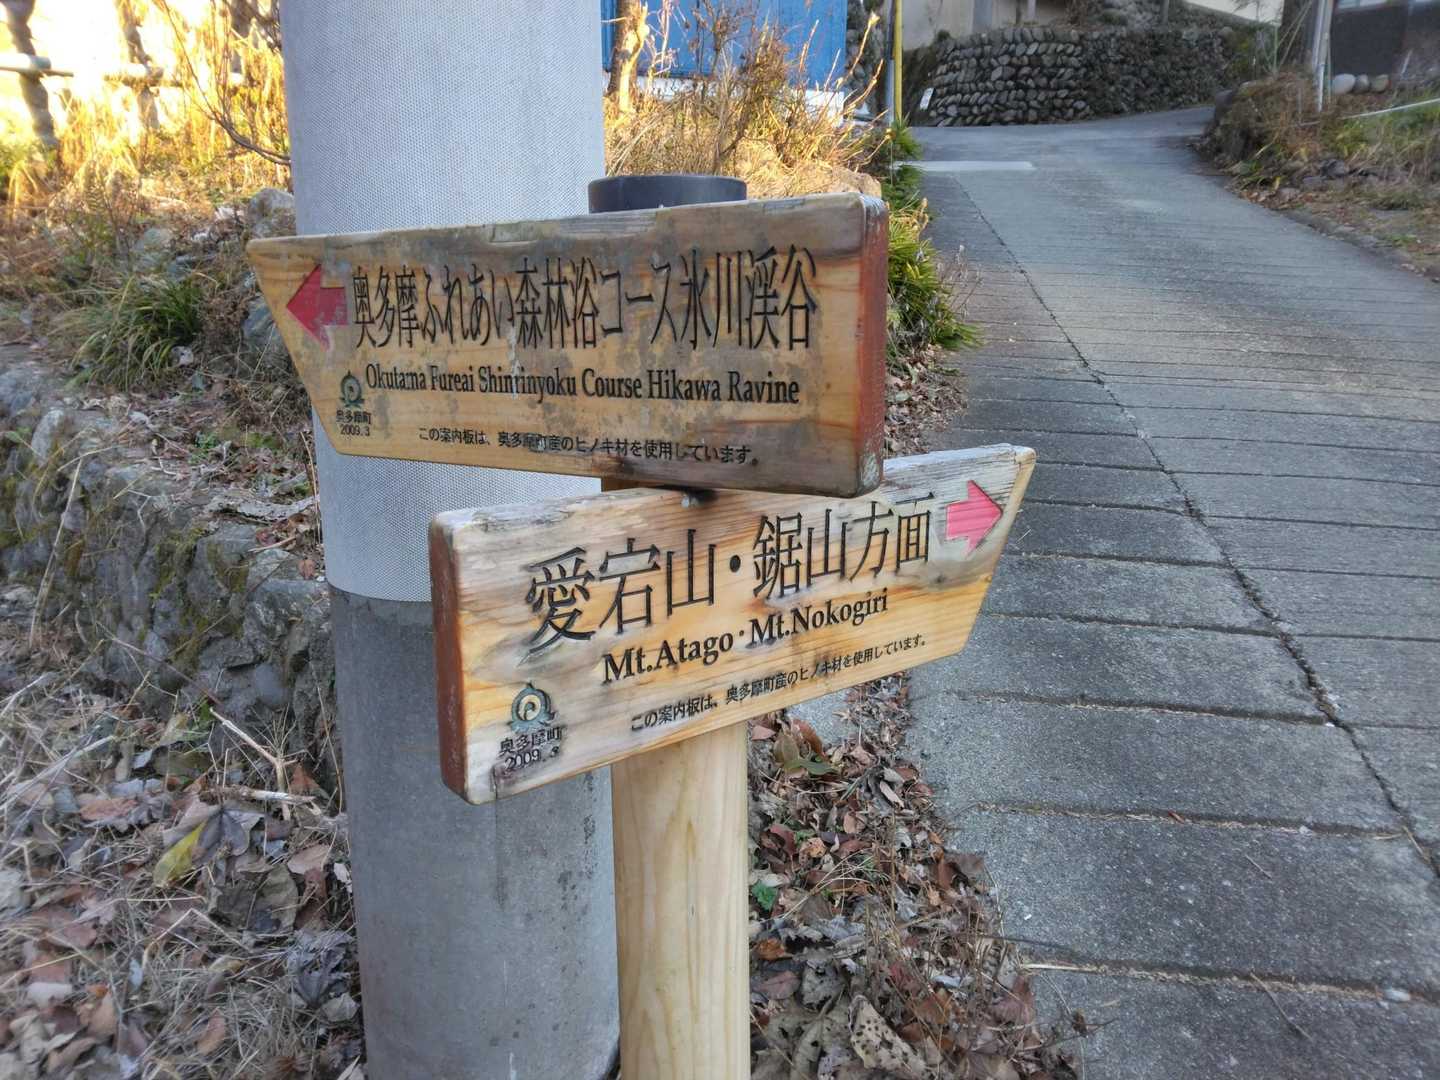 奥多摩ふれあい森林浴コース氷川渓谷
Okutama Fureai Shinrinyoku Course Hikawa Ravine
奥多摩町
2009.3
この案内板は、奥多摩町産のヒノキ材を使用しています。
愛宕山・鋸山方面
Mt.Atago・Mt.Nokogiri
この案内板は、奥多摩町産のヒノキ材を使用しています。
奥多摩町
2009.3